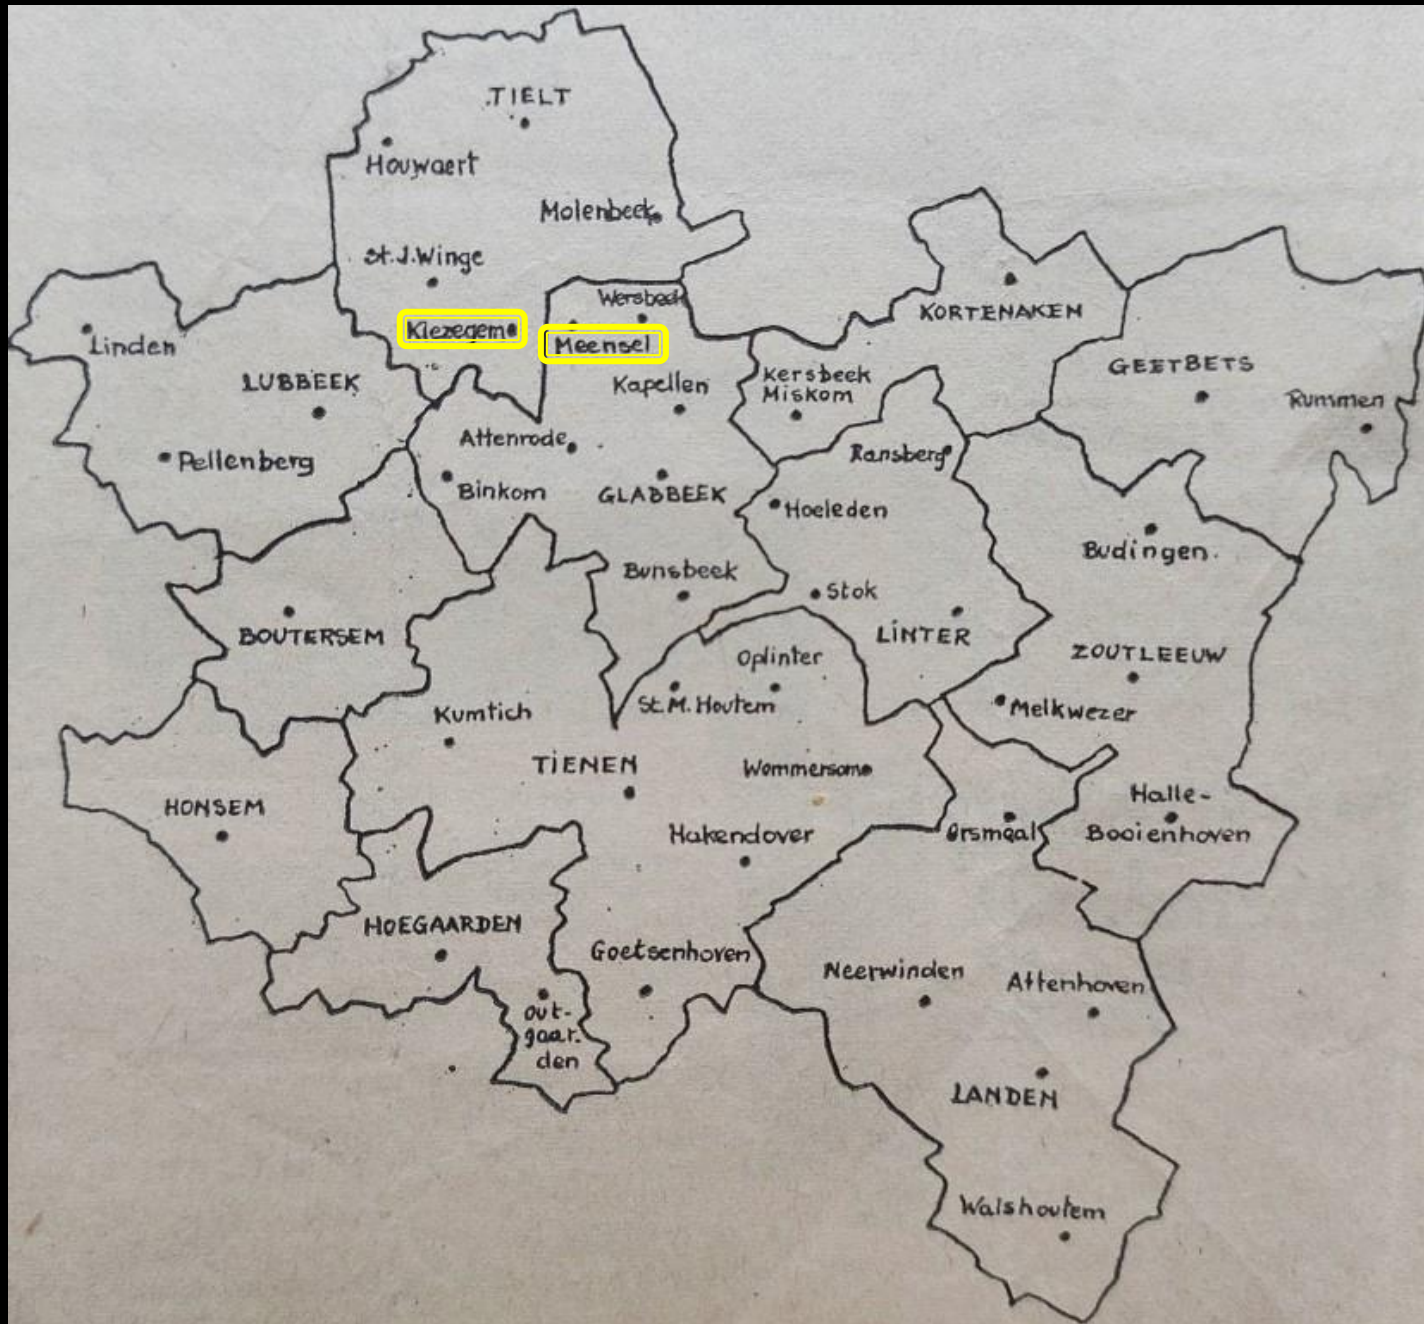 TIELT
Houwaert
Molenbeek
St.J.Winge
Wersbeek
Kiezegem
Meensel
KORTENAKEN
Linden
LUBBEEK
Kapellen
Kersbeek
Miskom
GEETBETS
Rummen
Attenrode
Ransberg
Pellenberg
Binkom
GLABBEEK
Hoeleden
Budingen.
Bunsbeek
Stok
BOUTERSEM
LINTER
Oplinter
ZOUTLEEUW
St.M.Houtem
Melkwezer
Kumtich
TIENEN
Wommersom
HONSEM
Halle-
Booienhoven
Hakendover
Orsmaal
HOEGAARDEN
Goetsenhoven
Neerwinden
Attenhoven
out-
gaar.
den
LANDEN
Walshoutem